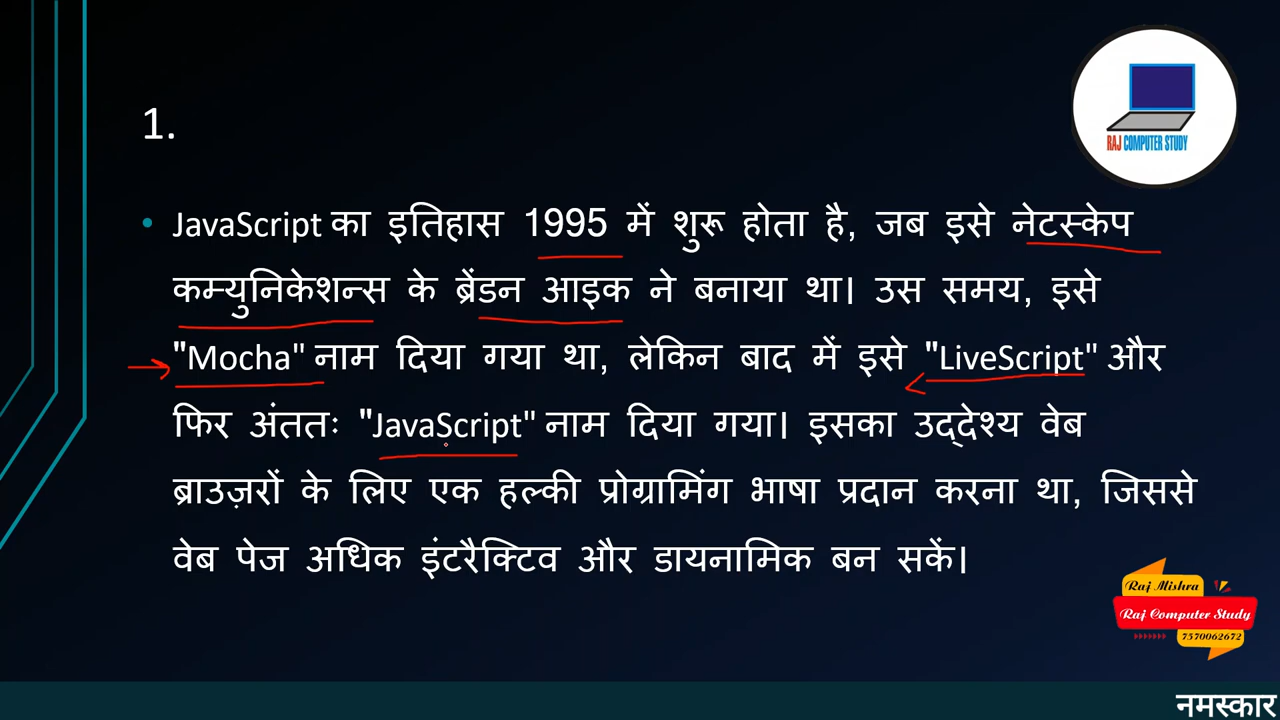 RAJ COMPUTER STUDY
1.
• JavaScript का इतिहास 1995 में शुरू होता है, जब इसे नेटस्केप
कम्युनिकेशन्स के ब्रेंडन आइक ने बनाया था। उस समय, इसे
"Mocha" नाम दिया गया था, लेकिन बाद में इसे "LiveScript" और
फिर अंततः "JavaScript" नाम दिया गया। इसका उद्देश्य वेब
ब्राउज़रों के लिए एक हल्की प्रोग्रामिंग भाषा प्रदान करना था, जिससे
वेब पेज अधिक इंटरैक्टिव और डायनामिक बन सकें।
Raj Mishra
Raj Computer Study
7570062672
नमस्कार